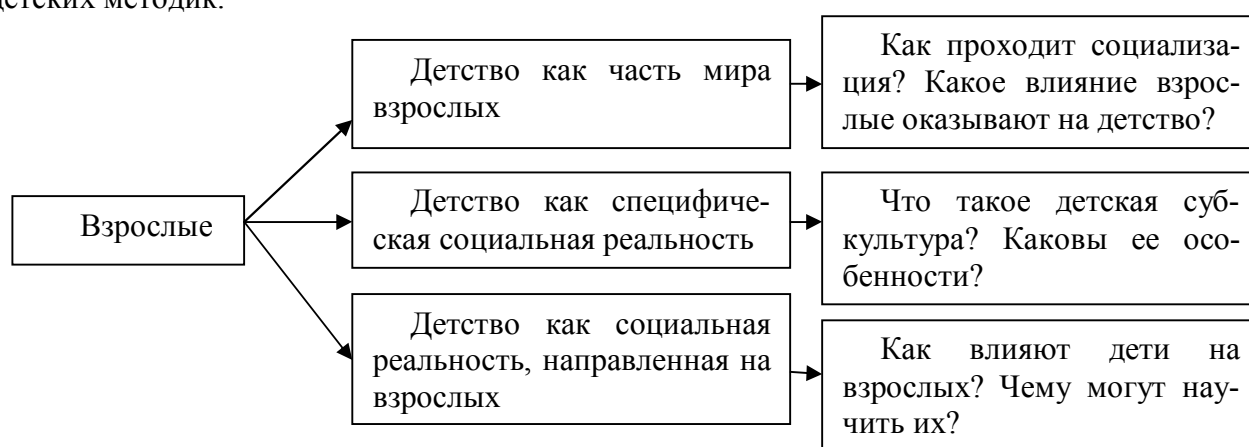 детских методик.
Детство как часть мира
взрослых
Как проходит социализа-
ция? Какое влияние взрос-
лые оказывают на детство?
Взрослые
Детство как специфиче-
ская социальная реальность
Что такое детская суб-
культура? Каковы ее осо-
бенности?
Детство как социальная
реальность, направленная на
взрослых
Как влияют дети на
взрослых? Чему могут нау-
чить их?